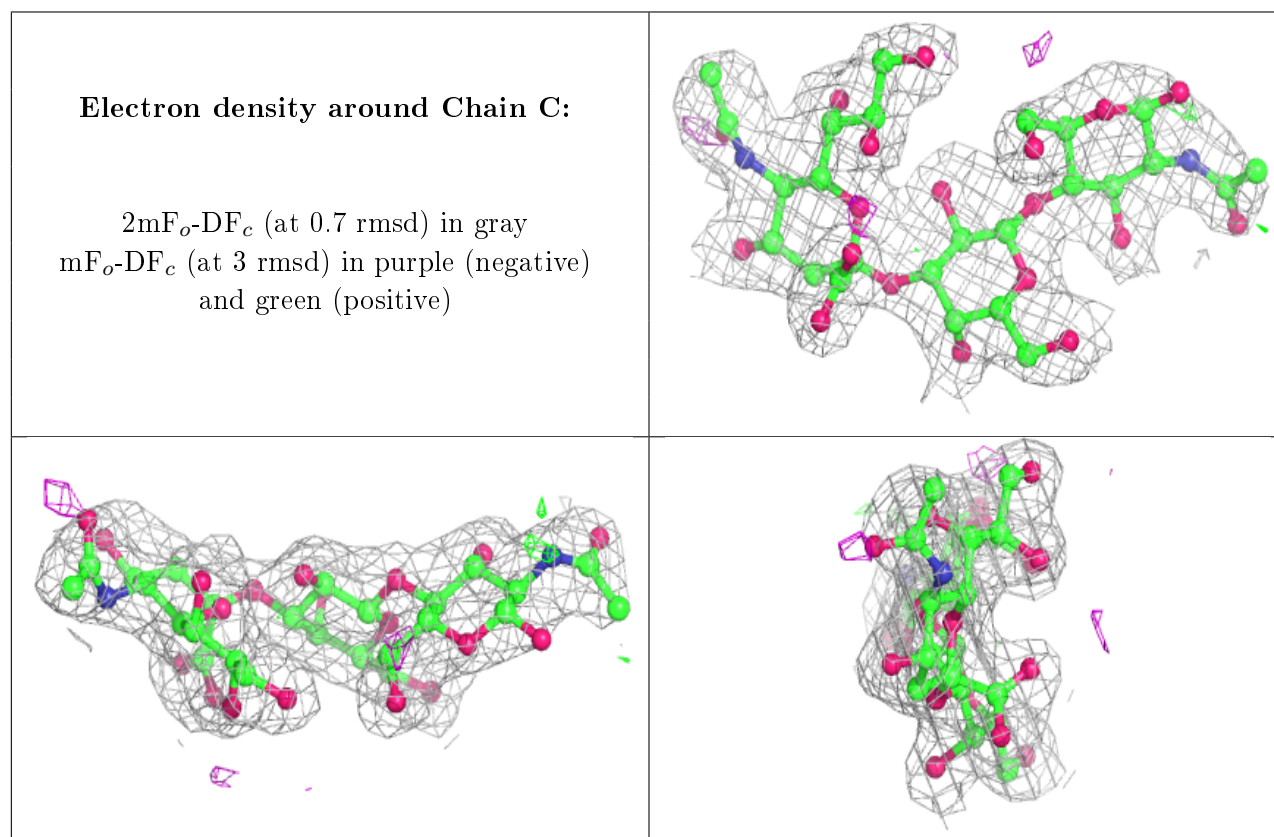 Electron density around Chain C:
2mFo-DFc (at 0.7 rmsd) in gray
mFo-DFc (at 3 rmsd) in purple (negative)
and green (positive)